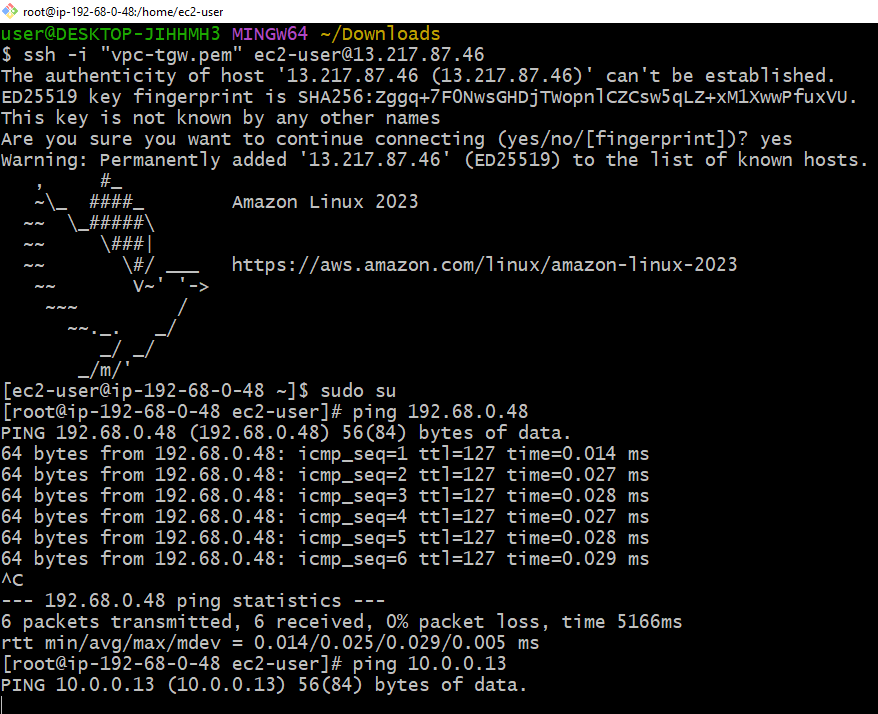 root@ip-192-68-0-48:/home/ec2-user
user@DESKTOP-JIHHMH3 MINGW64 ~/Downloads
$ ssh -i "vpc-tgw.pem" ec2-user@13.217.87.46
The authenticity of host '13.217.87.46 (13.217.87.46)' can't be established.
ED25519 key fingerprint is SHA256:Zggq+7FONwsGHDjTWopnlCZCsw5qLZ+xM1XwwPfuxVU.
This key is not known by any other names
Are you sure you want to continue connecting (yes/no/[fingerprint])? yes
Warning: Permanently added '13.217.87.46' (ED25519) to the list of known hosts.
   ,     #_
   ~\_  ####_        Amazon Linux 2023
  ~~  \_#####\
  ~~     \###|
  ~~       \#/ ___   https://aws.amazon.com/linux/amazon-linux-2023
   ~~       V~' '->
    ~~~         /
      ~~._.   _/
         _/ _/
       _/m/'
[ec2-user@ip-192-68-0-48 ~]$ sudo su
[root@ip-192-68-0-48 ec2-user]# ping 192.68.0.48
PING 192.68.0.48 (192.68.0.48) 56(84) bytes of data.
64 bytes from 192.68.0.48: icmp_seq=1 ttl=127 time=0.014 ms
64 bytes from 192.68.0.48: icmp_seq=2 ttl=127 time=0.027 ms
64 bytes from 192.68.0.48: icmp_seq=3 ttl=127 time=0.028 ms
64 bytes from 192.68.0.48: icmp_seq=4 ttl=127 time=0.027 ms
64 bytes from 192.68.0.48: icmp_seq=5 ttl=127 time=0.028 ms
64 bytes from 192.68.0.48: icmp_seq=6 ttl=127 time=0.029 ms
^C
--- 192.68.0.48 ping statistics ---
6 packets transmitted, 6 received, 0% packet loss, time 5166ms
rtt min/avg/max/mdev = 0.014/0.025/0.029/0.005 ms
[root@ip-192-68-0-48 ec2-user]# ping 10.0.0.13
PING 10.0.0.13 (10.0.0.13) 56(84) bytes of data.